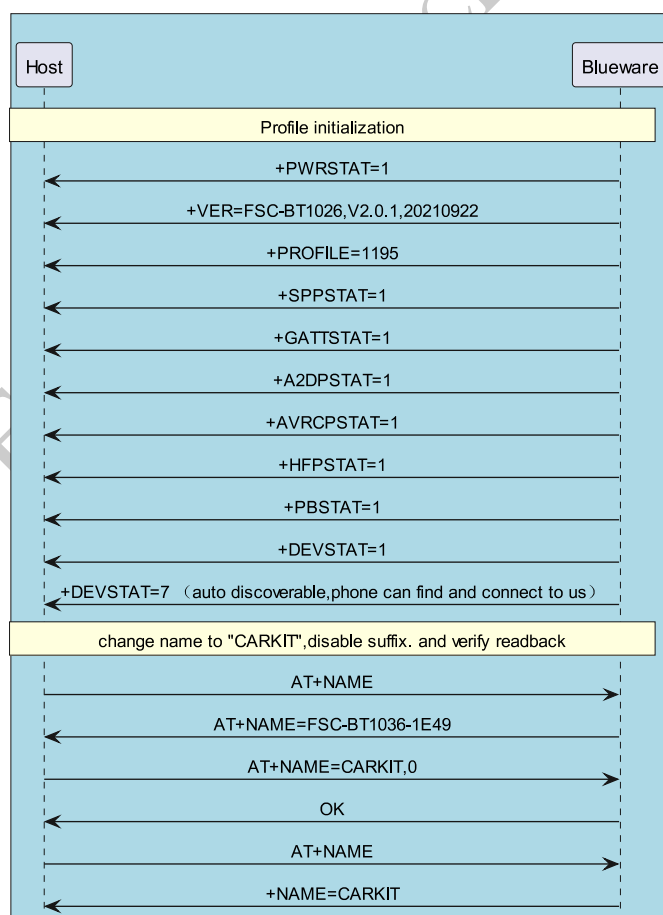 Host
Blueware
Profile initialization
+PWRSTAT=1
+VER=FSC-BT1026,V2.0.1,20210922
+PROFILE=1195
+SPPSTAT=1
+GATTSTAT=1
+A2DPSTAT=1
+AVRCPSTAT=1
+HFPSTAT=1
+PBSTAT=1
+DEVSTAT=1
+DEVSTAT=7 （auto discoverable,phone can find and connect to us）
change name to "CARKIT",disable suffix. and verify readback
AT+NAME
AT+NAME=FSC-BT1036-1E49
AT+NAME=CARKIT,0
OK
AT+NAME
+NAME=CARKIT